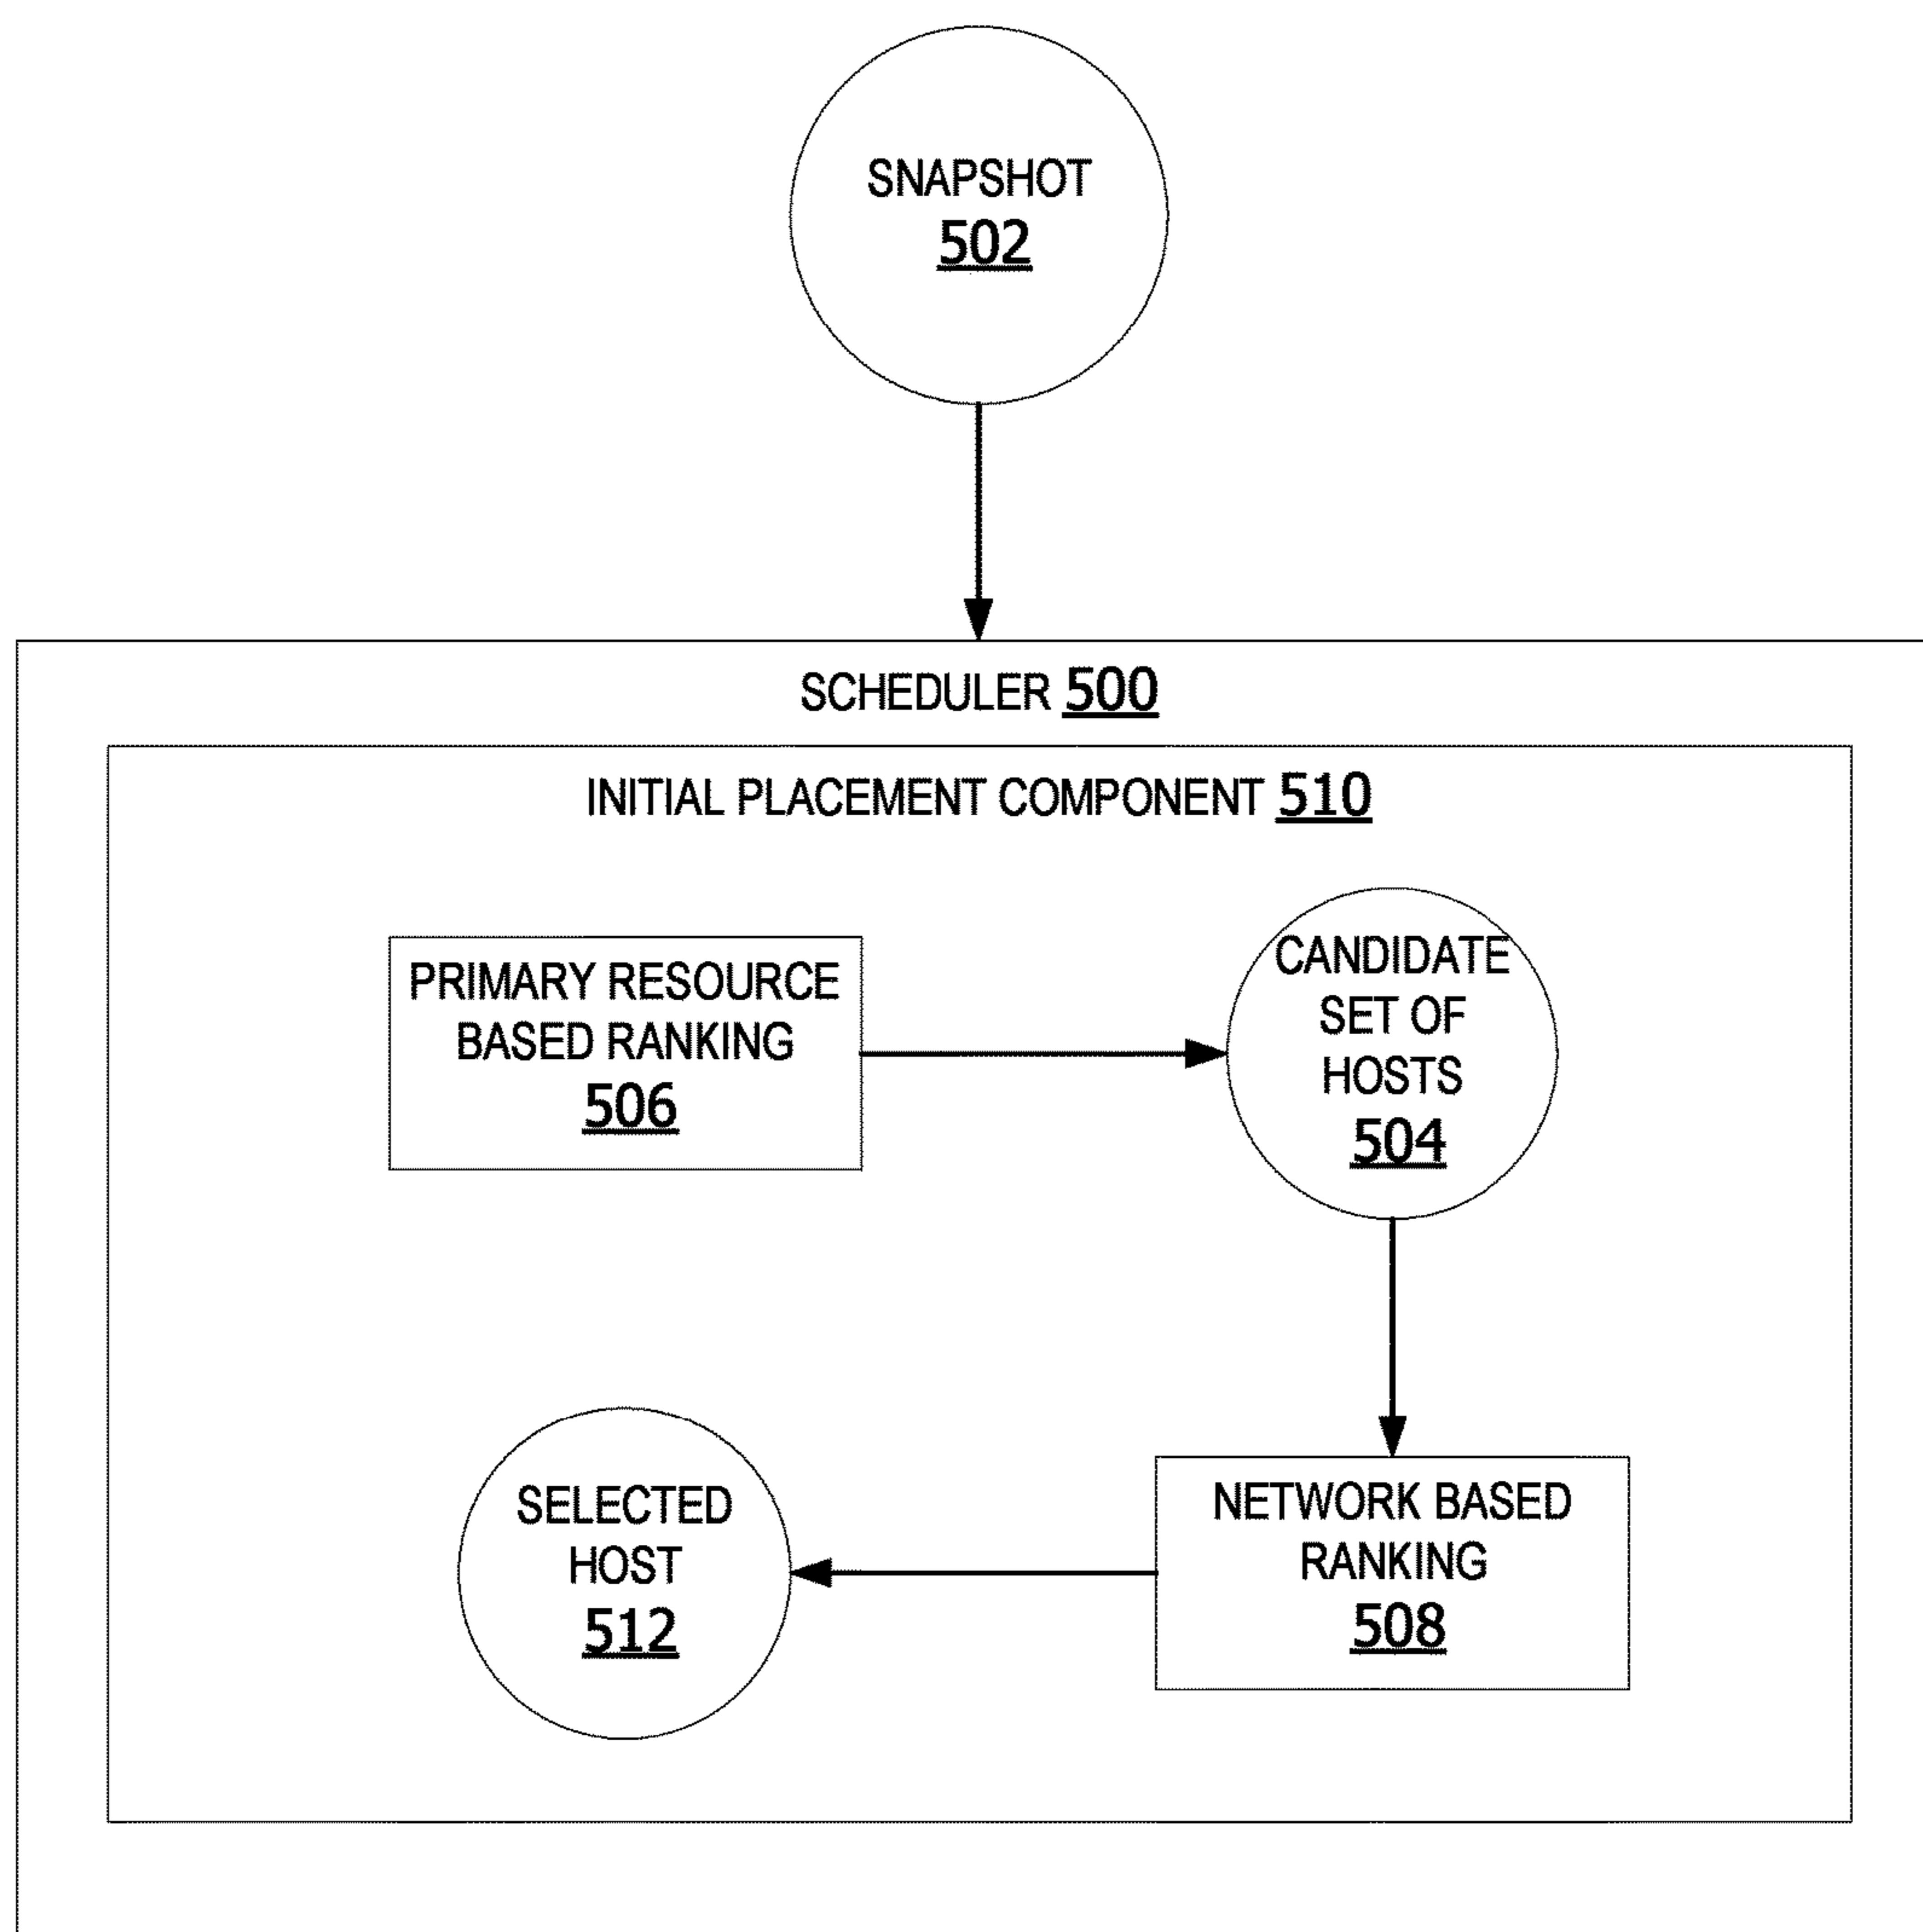 SNAPSHOT
502
SCHEDULER 500
INITIAL PLACEMENT COMPONENT 510
PRIMARY RESOURCE
BASED RANKING
506
CANDIDATE
SET OF
HOSTS
504
SELECTED
HOST
512
NETWORK BASED
RANKING
508